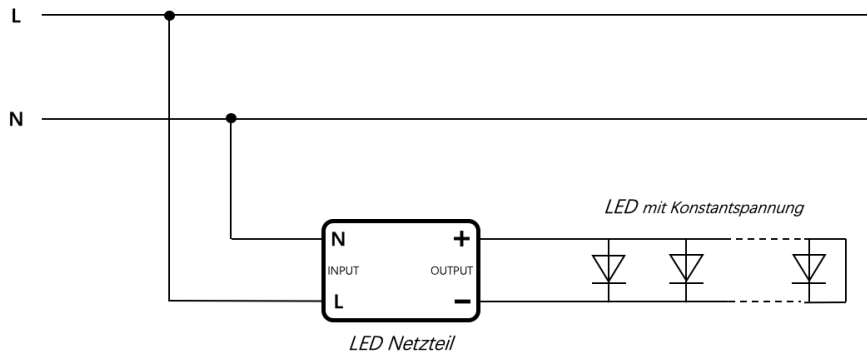 L
N
LED mit Konstantspannung
N +
INPUT OUTPUT
L −
LED Netzteil